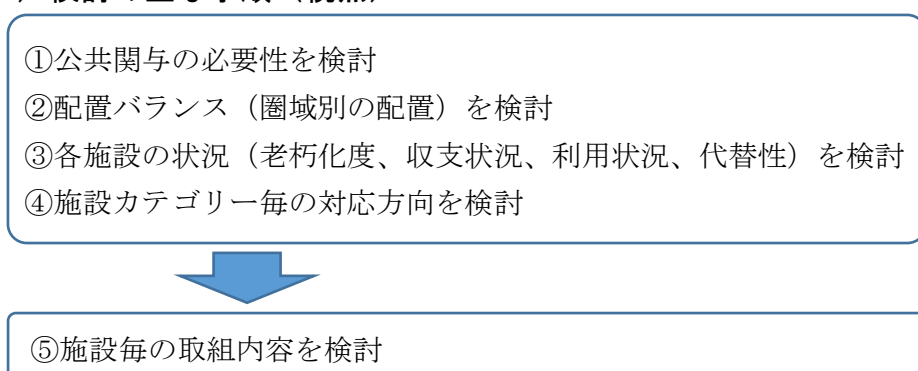 ①公共関与の必要性を検討
②配置バランス（圏域別の配置）を検討
③各施設の状況（老朽化度、収支状況、利用状況、代替性）を検討
④施設カテゴリー毎の対応方向を検討
⑤施設毎の取組内容を検討